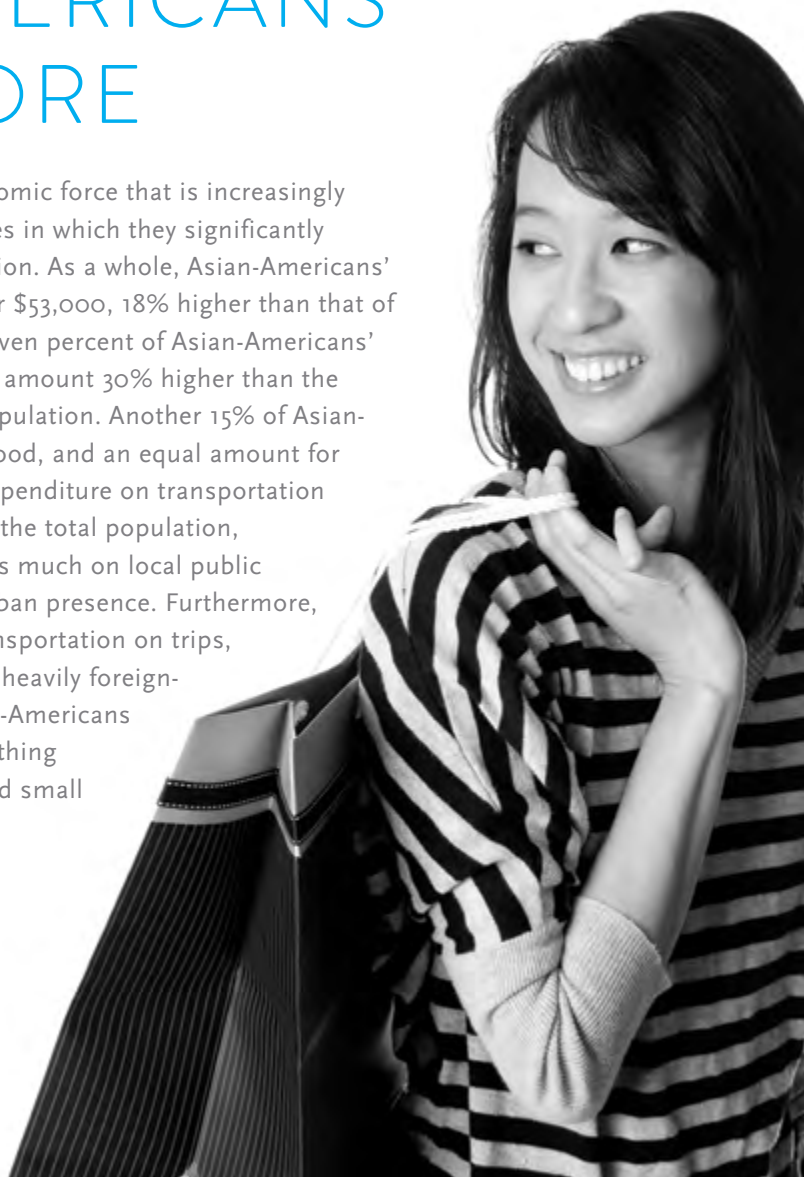 ERICANS
ORE
omic force that is increasingly
es in which they significantly
ion. As a whole, Asian-Americans’
r $53,000, 18% higher than that of
ven percent of Asian-Americans’
amount 30% higher than the
pulation. Another 15% of Asian-
ood, and an equal amount for
penditure on transportation
the total population,
s much on local public
ban presence. Furthermore,
nsportation on trips,
heavily foreign-
-Americans
thing
d small